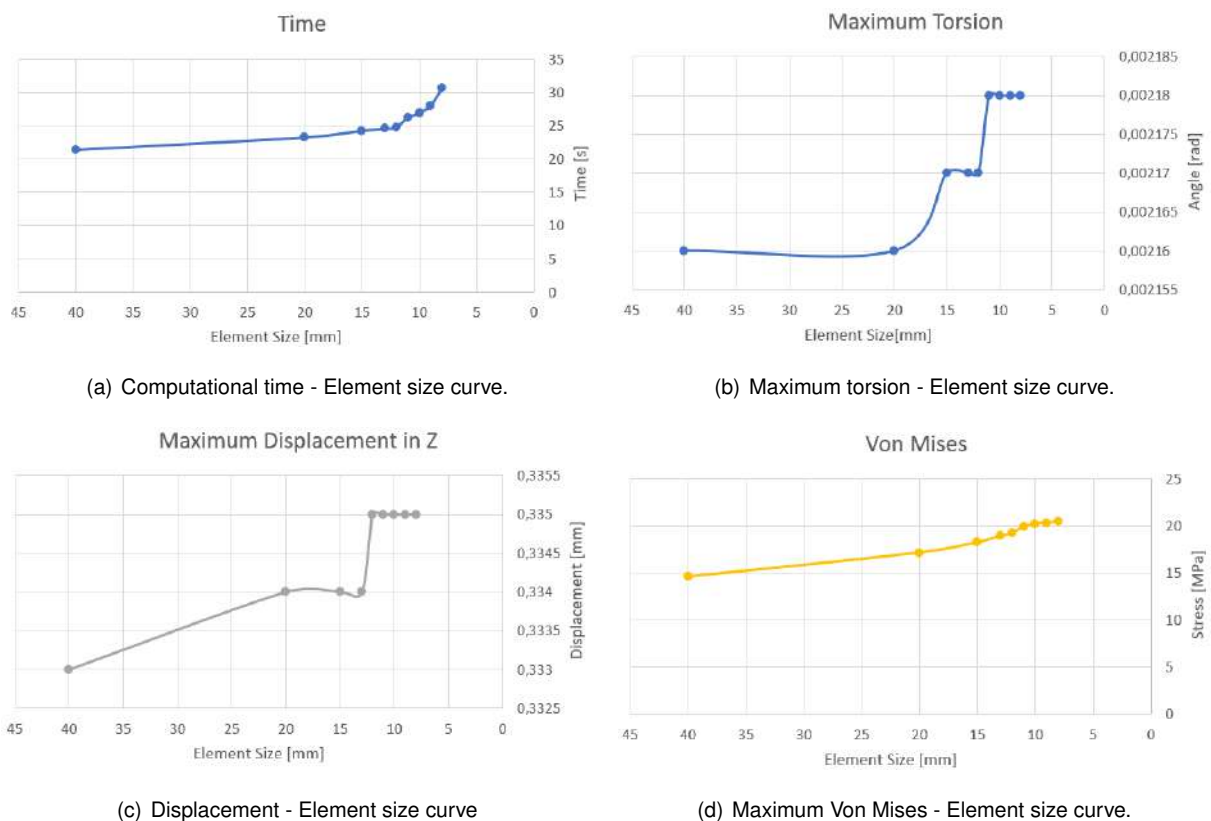 Time
35
30
25
20
15
10
5
0
Time [s]
45 40 35 30 25 20 15 10 5 0
Element Size [mm]
(a) Computational time - Element size curve.
Maximum Torsion
0,002185
0,00218
0,002175
0,00217
0,002165
0,00216
0,002155
Angle [rad]
45 40 35 30 25 20 15 10 5 0
Element Size[mm]
(b) Maximum torsion - Element size curve.
Maximum Displacement in Z
0,3355
0,335
0,3345
0,334
0,3335
0,333
0,3325
Displacement [mm]
45 40 35 30 25 20 15 10 5 0
Element Size [mm]
(c) Displacement - Element size curve
Von Mises
25
20
15
10
5
0
Stress [MPa]
45 40 35 30 25 20 15 10 5 0
Element Size [mm]
(d) Maximum Von Mises - Element size curve.